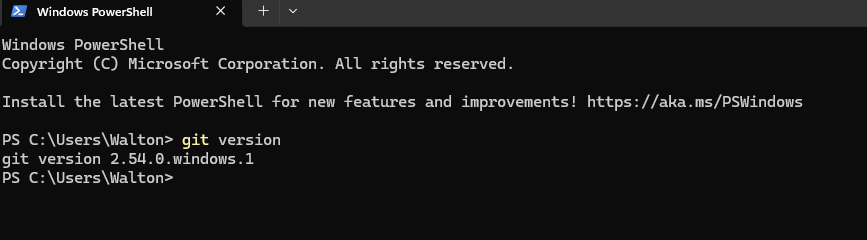 Windows PowerShell
Windows PowerShell
Copyright (C) Microsoft Corporation. All rights reserved.
Install the latest PowerShell for new features and improvements! https://aka.ms/PSWindows
PS C:\Users\Walton> git version
git version 2.54.0.windows.1
PS C:\Users\Walton>